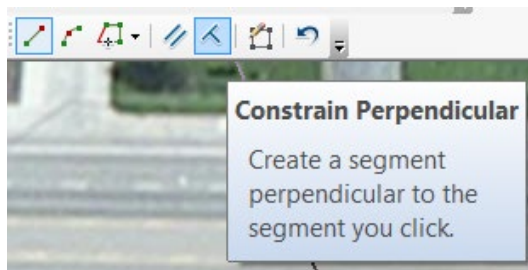 Constrain Perpendicular
Create a segment
perpendicular to the
segment you click.